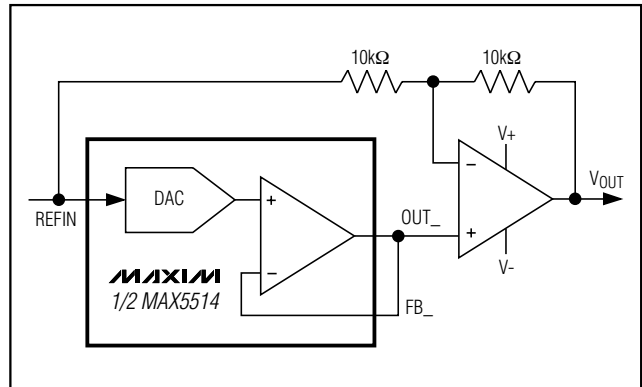 10kΩ 10kΩ
V+
DAC
+
−
VOUT
REFIN
+
OUT_
−
V-
MAXIM
1/2 MAX5514
FB_